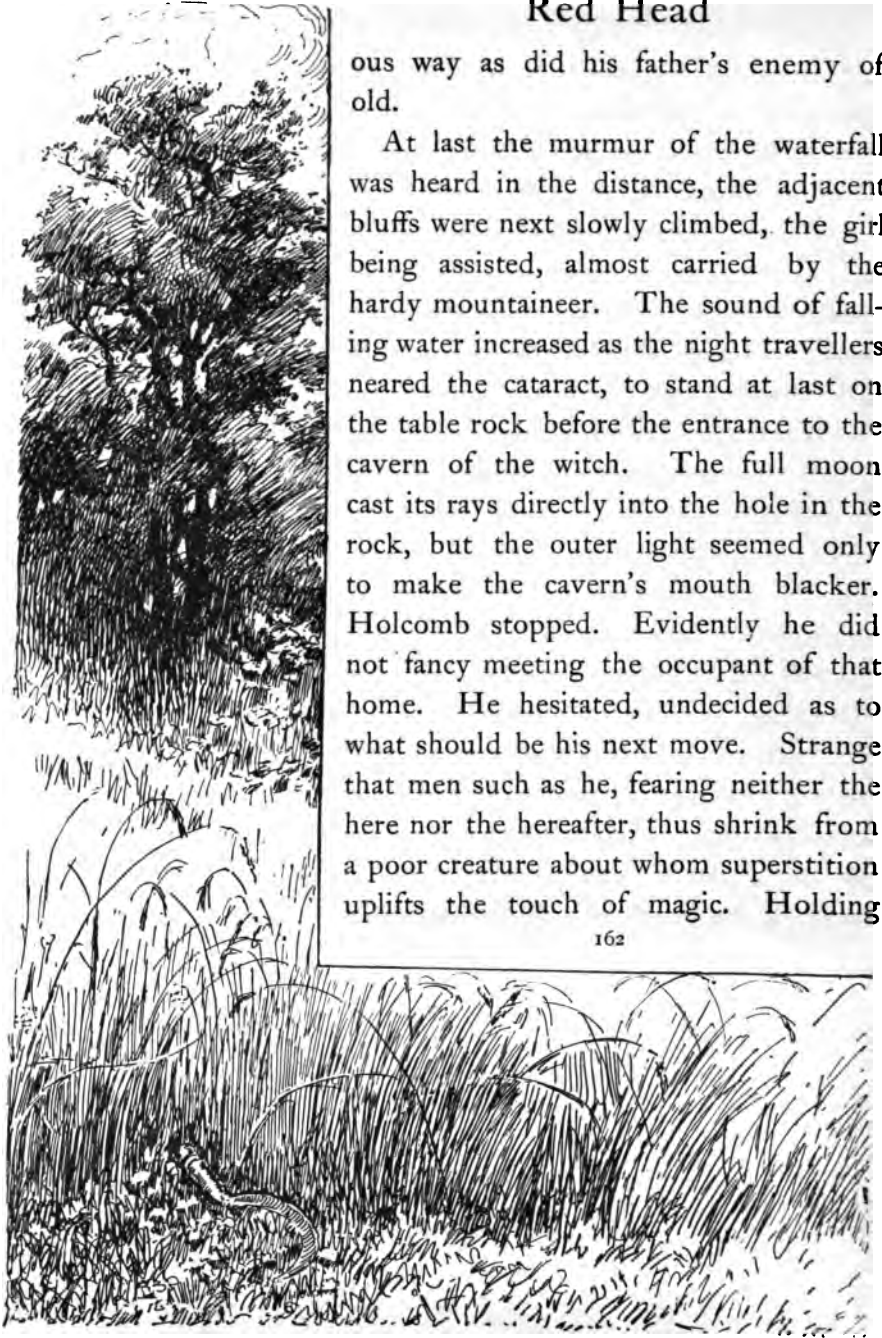 Red Head
ous way as did his father's enemy of
old.
At last the murmur of the waterfall
was heard in the distance, the adjacent
bluffs were next slowly climbed, the girl
being assisted, almost carried by the
hardy mountaineer. The sound of fall-
ing water increased as the night travellers
neared the cataract, to stand at last on
the table rock before the entrance to the
cavern of the witch. The full moon
cast its rays directly into the hole in the
rock, but the outer light seemed only
to make the cavern's mouth blacker.
Holcomb stopped. Evidently he did
not fancy meeting the occupant of that
home. He hesitated, undecided as to
what should be his next move. Strange
that men such as he, fearing neither the
here nor the hereafter, thus shrink from
a poor creature about whom superstition
uplifts the touch of magic. Holding
162